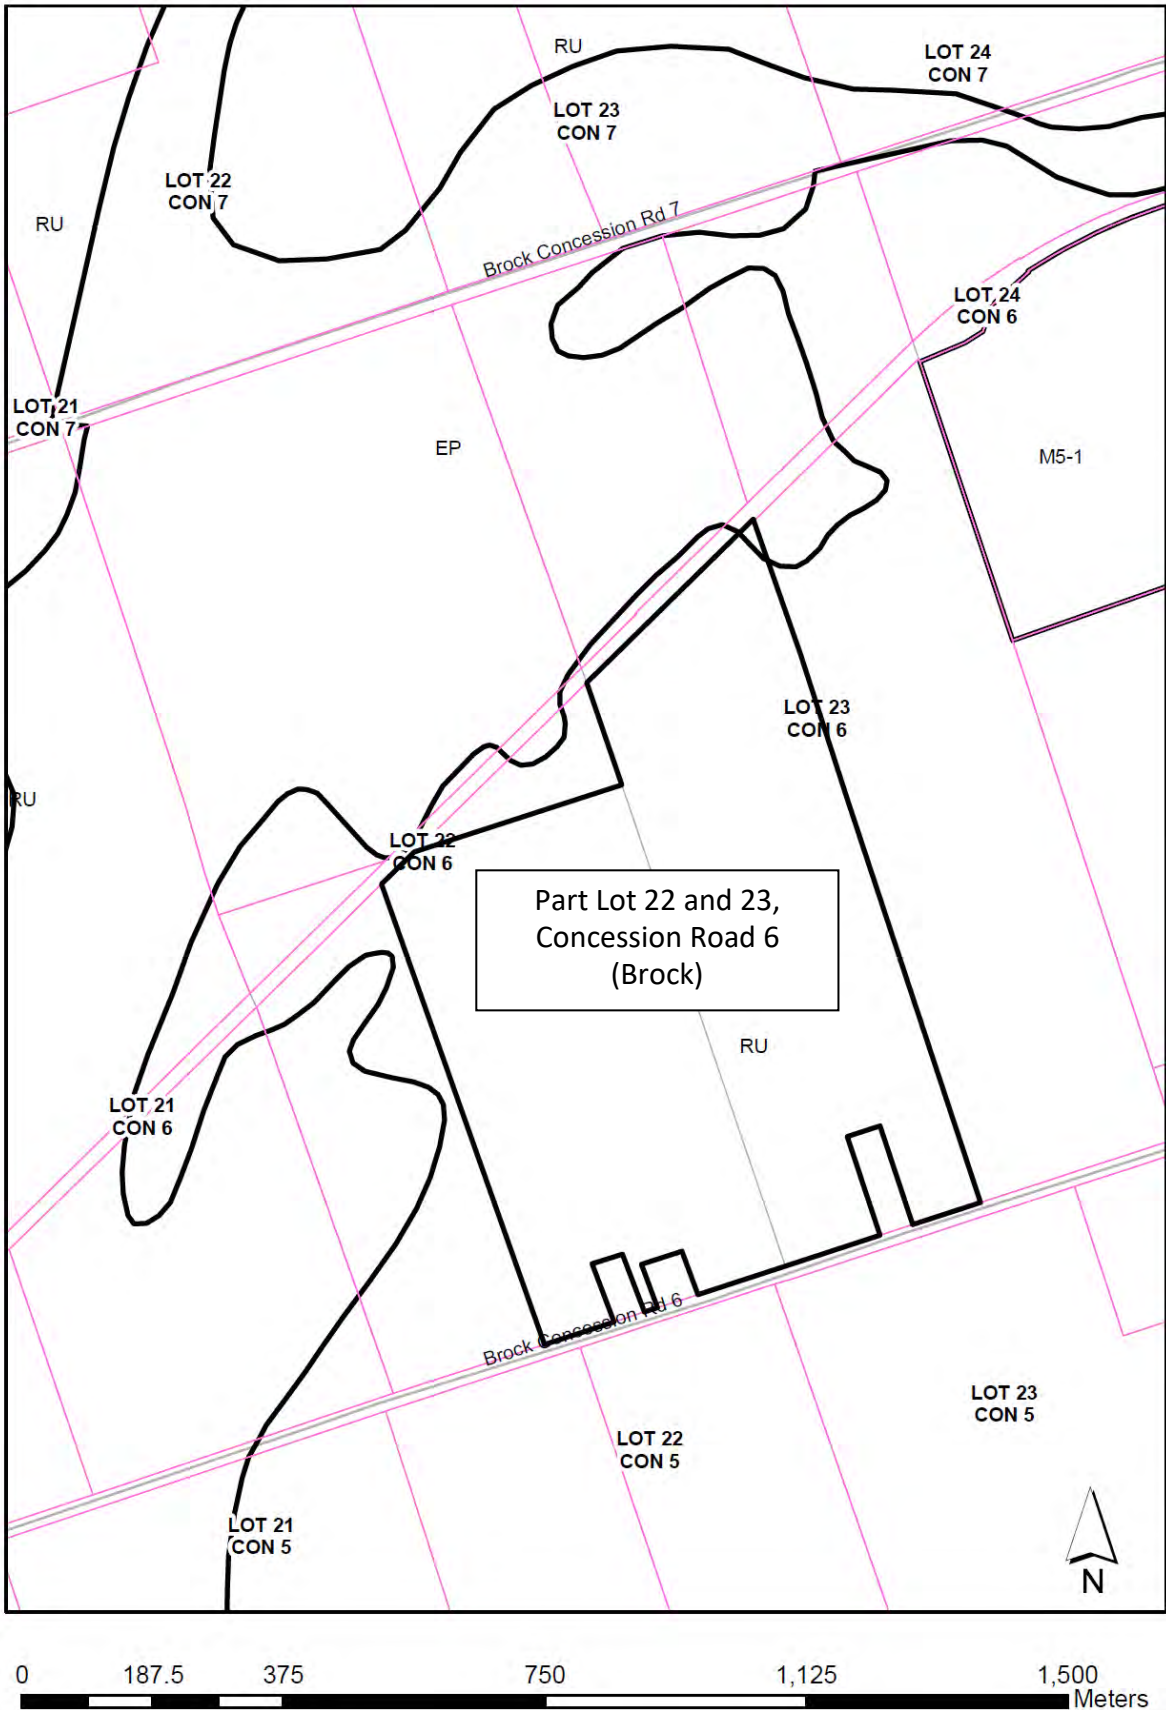 RU
LOT 24
CON 7
LOT 23
CON 7
LOT 22
CON 7
RU
Brock Concession Rd 7
LOT 24
CON 6
LOT 21
CON 7
EP
M5-1
LOT 23
CON 6
RU
LOT 22
CON 6
Part Lot 22 and 23,
Concession Road 6
(Brock)
RU
LOT 21
CON 6
Brock Concession Rd 6
LOT 23
CON 5
LOT 22
CON 5
LOT 21
CON 5
N
0 187.5 375 750 1,125 1,500
Meters